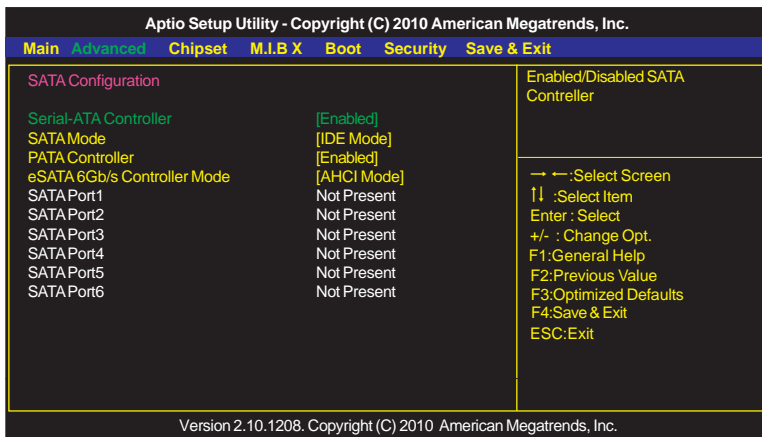 Aptio Setup Utility - Copyright (C) 2010 American Megatrends, Inc.
Main Advanced Chipset M.I.B X Boot Security Save & Exit
SATA Configuration
Serial-ATA Controller [Enabled]
SATA Mode [IDE Mode]
PATA Controller [Enabled]
eSATA 6Gb/s Controller Mode [AHCI Mode]
SATA Port1 Not Present
SATA Port2 Not Present
SATA Port3 Not Present
SATA Port4 Not Present
SATA Port5 Not Present
SATA Port6 Not Present
Enabled/Disabled SATA
Contreller
→ ←:Select Screen
↑↓ :Select Item
Enter : Select
+/- : Change Opt.
F1:General Help
F2:Previous Value
F3:Optimized Defaults
F4:Save & Exit
ESC:Exit
Version 2.10.1208. Copyright (C) 2010 American Megatrends, Inc.